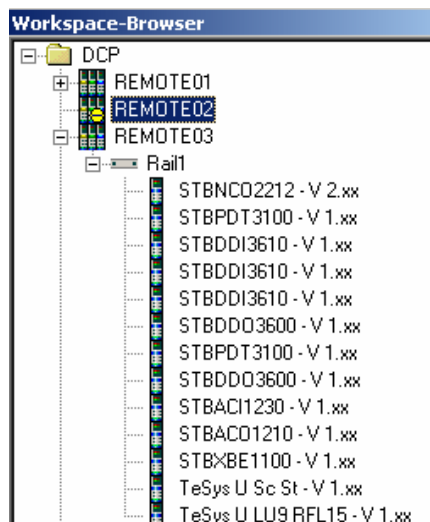 Workspace-Browser
DCP
REMOTE01
REMOTE02
REMOTE03
Rail1
STBNCO2212 - V 2.xx
STBPDT3100 - V 1.xx
STBDDI3610 - V 1.xx
STBDDI3610 - V 1.xx
STBDDI3610 - V 1.xx
STBDDO3600 - V 1.xx
STBPDT3100 - V 1.xx
STBDDO3600 - V 1.xx
STBACI1230 - V 1.xx
STBACO1210 - V 1.xx
STBXBE1100 - V 1.xx
TeSys U Sc St - V 1.xx
TeSys U LU9 RFL15 - V 1.xx